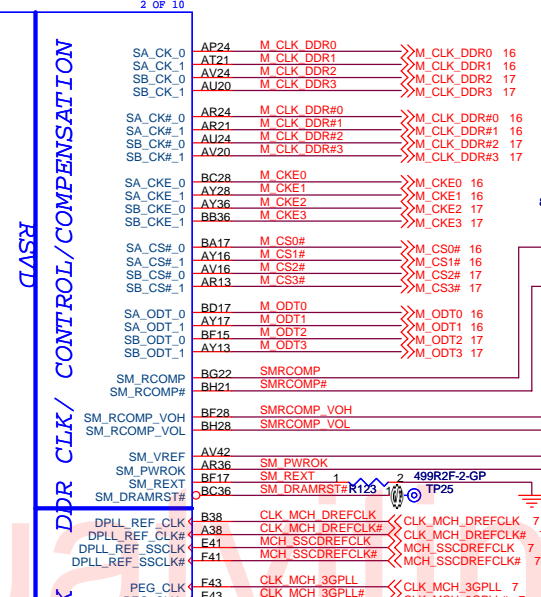 2 OF 10
RSVD
DDR CLK/ CONTROL/COMPENSATION
SA_CK_0 AP24 M_CLK_DDR0 M_CLK_DDR0 16
SA_CK_1 AT21 M_CLK_DDR1 M_CLK_DDR1 16
SB_CK_0 AV24 M_CLK_DDR2 M_CLK_DDR2 17
SB_CK_1 AU20 M_CLK_DDR3 M_CLK_DDR3 17
SA_CK#_0 AR24 M_CLK_DDR#0 M_CLK_DDR#0 16
SA_CK#_1 AR21 M_CLK_DDR#1 M_CLK_DDR#1 16
SB_CK#_0 AU24 M_CLK_DDR#2 M_CLK_DDR#2 17
SB_CK#_1 AV20 M_CLK_DDR#3 M_CLK_DDR#3 17
SA_CKE_0 BC28 M_CKE0 M_CKE0 16
SA_CKE_1 AY28 M_CKE1 M_CKE1 16
SB_CKE_0 AY36 M_CKE2 M_CKE2 17
SB_CKE_1 BB36 M_CKE3 M_CKE3 17
SA_CS#_0 BA17 M_CS0# M_CS0# 16
SA_CS#_1 AY16 M_CS1# M_CS1# 16
SB_CS#_0 AV16 M_CS2# M_CS2# 17
SB_CS#_1 AR13 M_CS3# M_CS3# 17
SA_ODT_0 BD17 M_ODT0 M_ODT0 16
SA_ODT_1 AY17 M_ODT1 M_ODT1 16
SB_ODT_0 BF15 M_ODT2 M_ODT2 17
SB_ODT_1 AY13 M_ODT3 M_ODT3 17
SM_RCOMP BG22 SMRCOMP
SM_RCOMP# BH21 SMRCOMP#
SM_RCOMP_VOH BF28 SMRCOMP_VOH
SM_RCOMP_VOL BH28 SMRCOMP_VOL
SM_VREF AV42
SM_PWROK AR36 SM_PWROK
SM_REXT BF17 SM_REXT 1 2 499R2F-2-GP
SM_DRAMRST# BC36 SM_DRAMRST# R123 1 TP25
DPLL_REF_CLK B38 CLK_MCH_DREFCLK CLK_MCH_DREFCLK 7
DPLL_REF_CLK# A38 CLK_MCH_DREFCLK# CLK_MCH_DREFCLK# 7
DPLL_REF_SSCLK E41 MCH_SSCDREFCLK MCH_SSCDREFCLK 7
DPLL_REF_SSCLK# F41 MCH_SSCDREFCLK# MCH_SSCDREFCLK# 7
PEG_CLK F43 CLK_MCH_3GPLL CLK_MCH_3GPLL 7
E43 CLK_MCH_3GPLL#